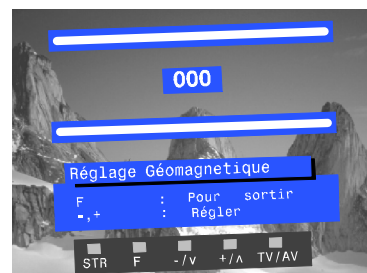 000
Réglage Géomagnetique
F : Pour sortir
-,+ : Régler
STR F -/v +/ʌ TV/AV